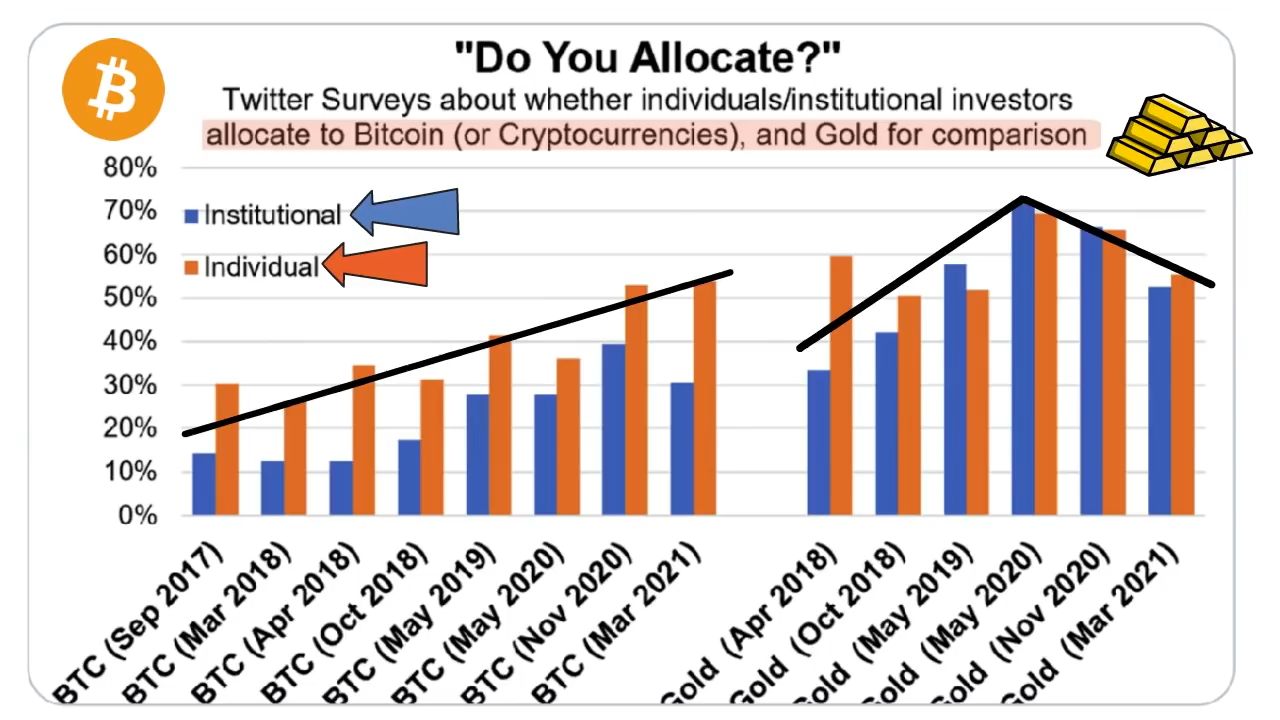 "Do You Allocate?"
Twitter Surveys about whether individuals/institutional investors
allocate to Bitcoin (or Cryptocurrencies), and Gold for comparison
80%
70%
60%
50%
40%
30%
20%
10%
0%
Institutional
Individual
BTC (Sep 2017)
BTC (Mar 2018)
BTC (Apr 2018)
BTC (Oct 2018)
BTC (May 2019)
BTC (May 2020)
BTC (Nov 2020)
BTC (Mar 2021)
Gold (Apr 2018)
Gold (Oct 2018)
Gold (May 2019)
Gold (May 2020)
Gold (Nov 2020)
Gold (Mar 2021)